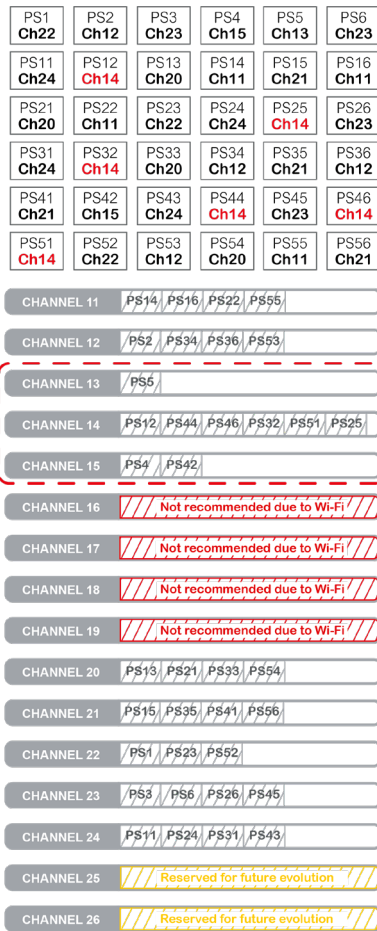 PS1 PS2 PS3 PS4 PS5 PS6
Ch22 Ch12 Ch23 Ch15 Ch13 Ch23
PS11 PS12 PS13 PS14 PS15 PS16
Ch24 Ch14 Ch20 Ch11 Ch21 Ch11
PS21 PS22 PS23 PS24 PS25 PS26
Ch20 Ch11 Ch22 Ch24 Ch14 Ch23
PS31 PS32 PS33 PS34 PS35 PS36
Ch24 Ch14 Ch20 Ch12 Ch21 Ch12
PS41 PS42 PS43 PS44 PS45 PS46
Ch21 Ch15 Ch24 Ch14 Ch23 Ch14
PS51 PS52 PS53 PS54 PS55 PS56
Ch14 Ch22 Ch12 Ch20 Ch11 Ch21
CHANNEL 11 PS14 PS16 PS22 PS55
CHANNEL 12 PS2 PS34 PS36 PS53
CHANNEL 13 PS5
CHANNEL 14 PS12 PS44 PS46 PS32 PS51 PS25
CHANNEL 15 PS4 PS42
CHANNEL 16 Not recommended due to Wi-Fi
CHANNEL 17 Not recommended due to Wi-Fi
CHANNEL 18 Not recommended due to Wi-Fi
CHANNEL 19 Not recommended due to Wi-Fi
CHANNEL 20 PS13 PS21 PS33 PS54
CHANNEL 21 PS15 PS35 PS41 PS56
CHANNEL 22 PS1 PS23 PS52
CHANNEL 23 PS3 PS6 PS26 PS45
CHANNEL 24 PS11 PS24 PS31 PS43
CHANNEL 25 Reserved for future evolution
CHANNEL 26 Reserved for future evolution